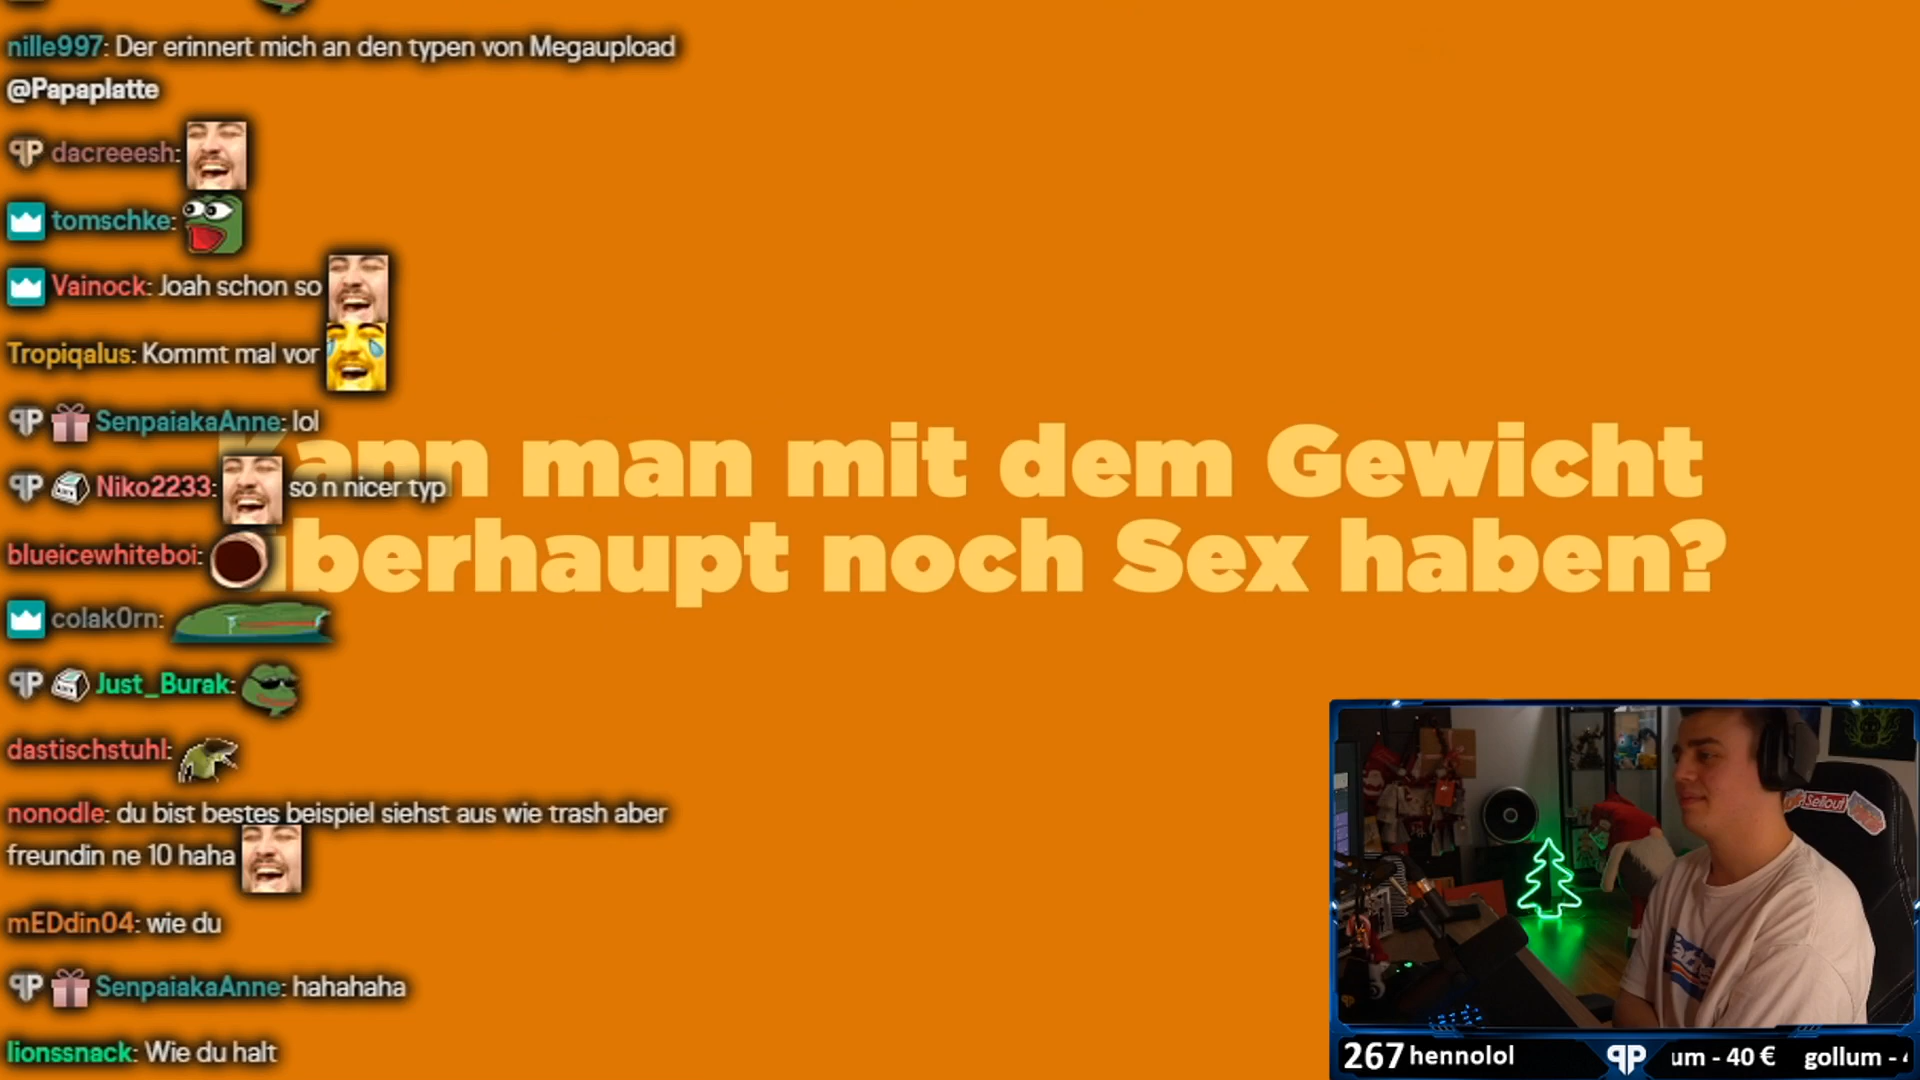 nille997: Der erinnert mich an den typen von Megaupload
@Papaplatte
dacreeesh:
tomschke:
Vainock: Joah schon so
Tropiqalus: Kommt mal vor
SenpaiakaAnne: lol
Niko2233: so n nicer typ
blueicewhiteboi:
colak0rn:
Just_Burak:
dastischstuhl:
nonodle: du bist bestes beispiel siehst aus wie trash aber
freundin ne 10 haha
mEDdin04: wie du
SenpaiakaAnne: hahahaha
lionssnack: Wie du halt
Kann man mit dem Gewicht
überhaupt noch Sex haben?
Sellout
267 hennolol
um - 40 €
gollum -